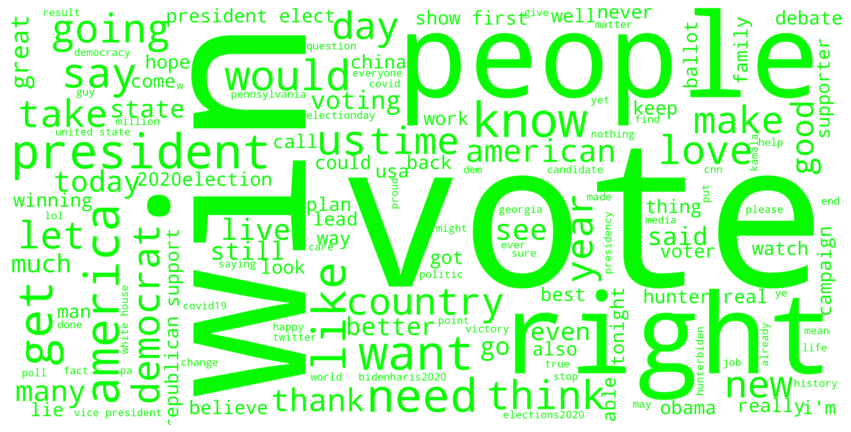 result
going
president elect
day
show first
give
well
never
debate
great
democracy
question
matter
people
ballot
family
supporter
say
hope
come
w
guy
would
china
everyone
covid
pennsylvania
voting
electionday
yet
work
know
keep
find
make
good
take
state
million
united state
call
us
time
nothing
american
love
help
kamala
cnn
president
could
back
usa
dem
candidate
today
2020election
win
vote
proud
made
put
please
end
winning
lol
let
america
democrat
live
plan
lead
way
care
might
georgia
ever
sure
see
year
thing
media
said
voter
presidency
watch
campaign
still
saying
look
got
politic
much
man
done
get
white house
republican support
covid19
like
country
best
hunter
real
ye
happy
twitter
better
point
victory
go
even
also
tonight
right
mean
life
already
true
stop
poll
fact
pa
change
world
bidenharis2020
want
job
hunterbiden
new
history
many
lie
vice president
believe
thank
need
think
elections2020
able
may
obama
really
i'm